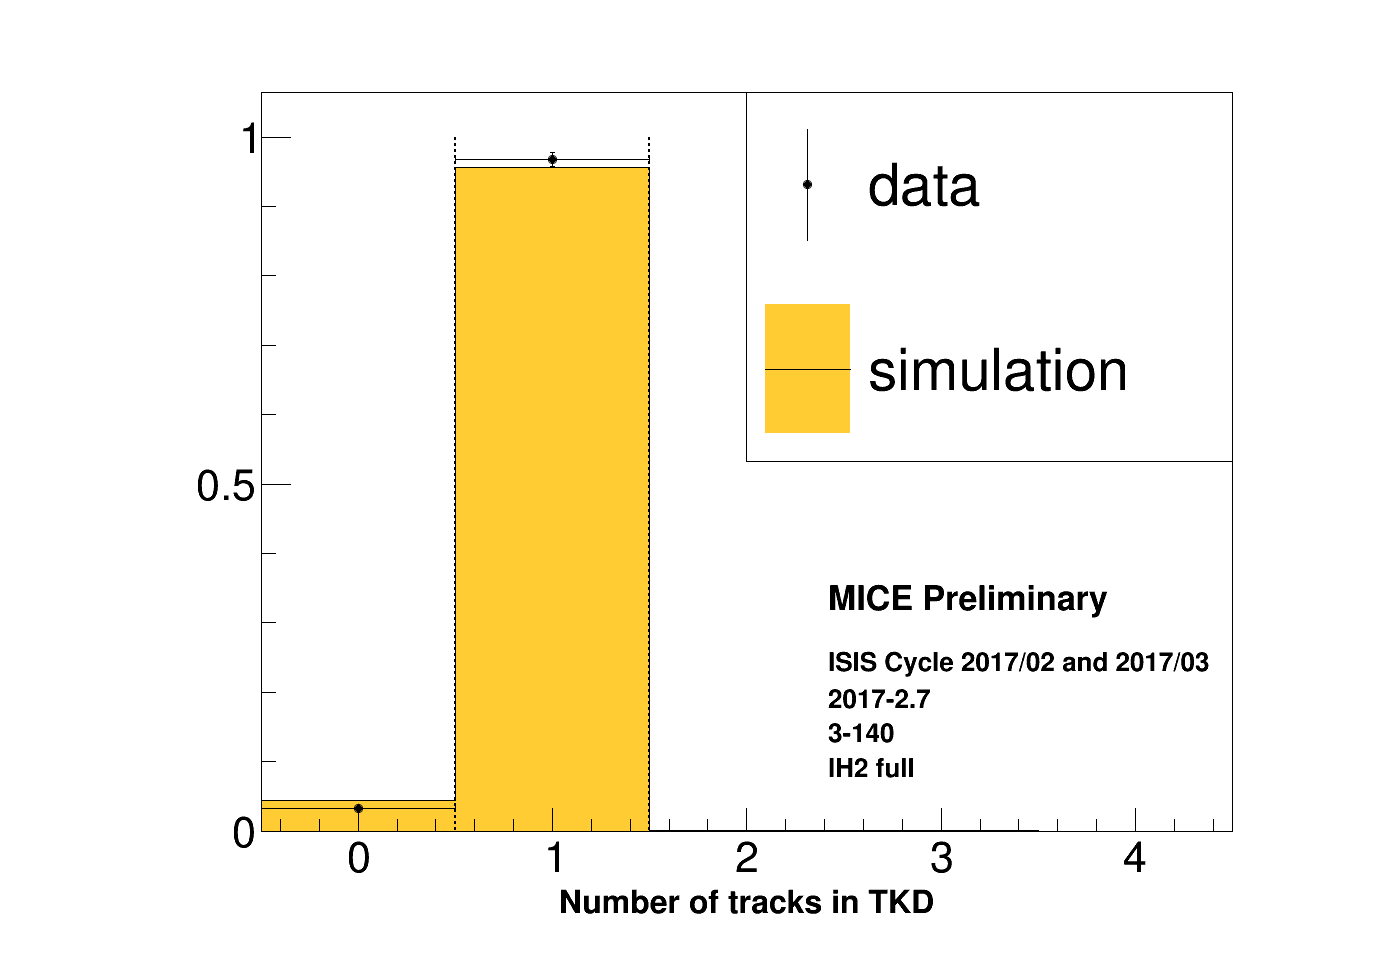 1
0.5
0
0 1 2 3 4
Number of tracks in TKD
data
simulation
MICE Preliminary
ISIS Cycle 2017/02 and 2017/03
2017-2.7
3-140
IH2 full